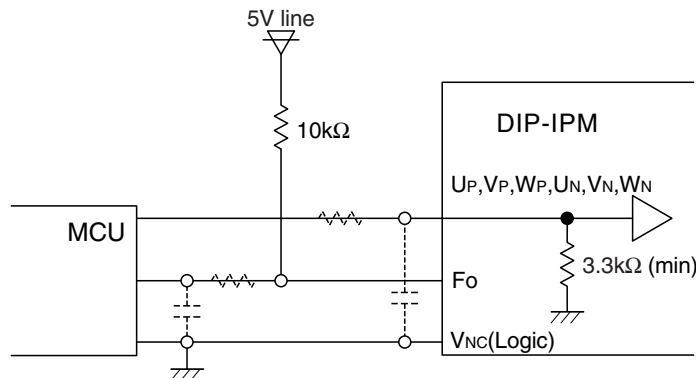 5V line
10kΩ
DIP-IPM
UP,VP,WP,UN,VN,WN
MCU
3.3kΩ (min)
Fo
VNC(Logic)